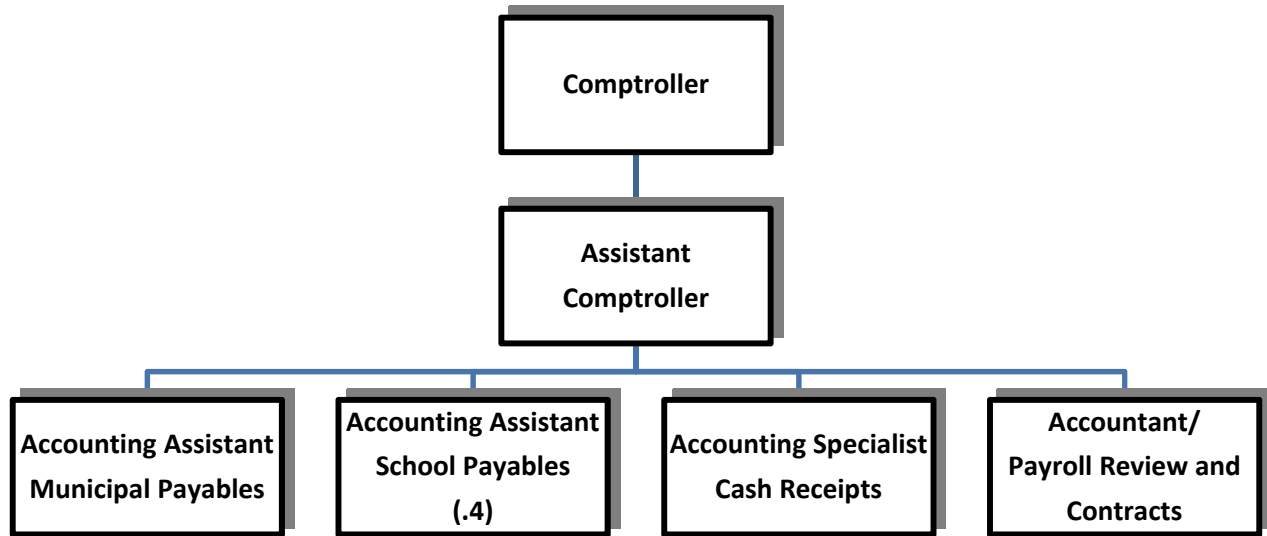 Comptroller
Assistant
Comptroller
Accounting Assistant
Municipal Payables
Accounting Assistant
School Payables
(.4)
Accounting Specialist
Cash Receipts
Accountant/
Payroll Review and
Contracts